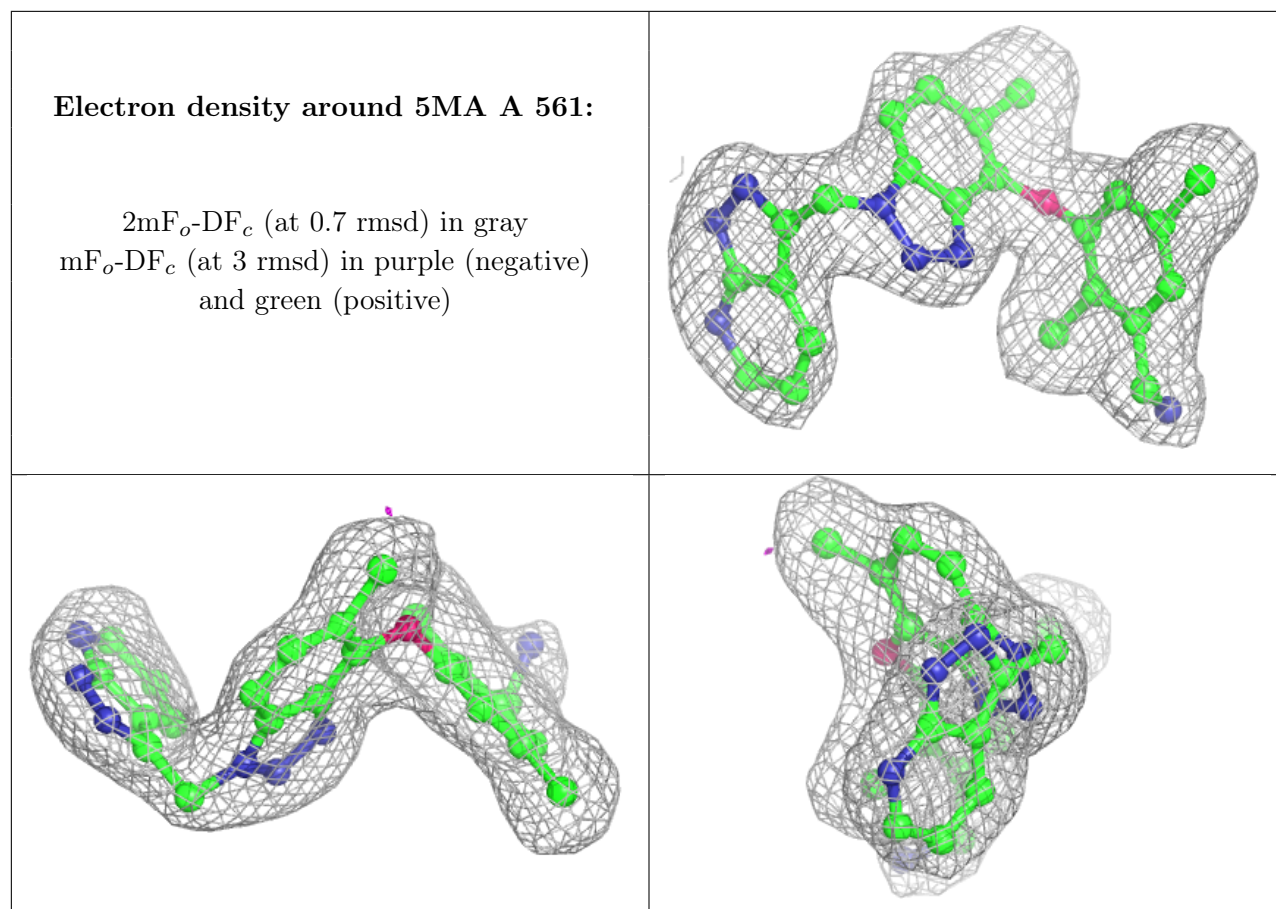 Electron density around 5MA A 561:
2mFo-DFc (at 0.7 rmsd) in gray
mFo-DFc (at 3 rmsd) in purple (negative)
and green (positive)